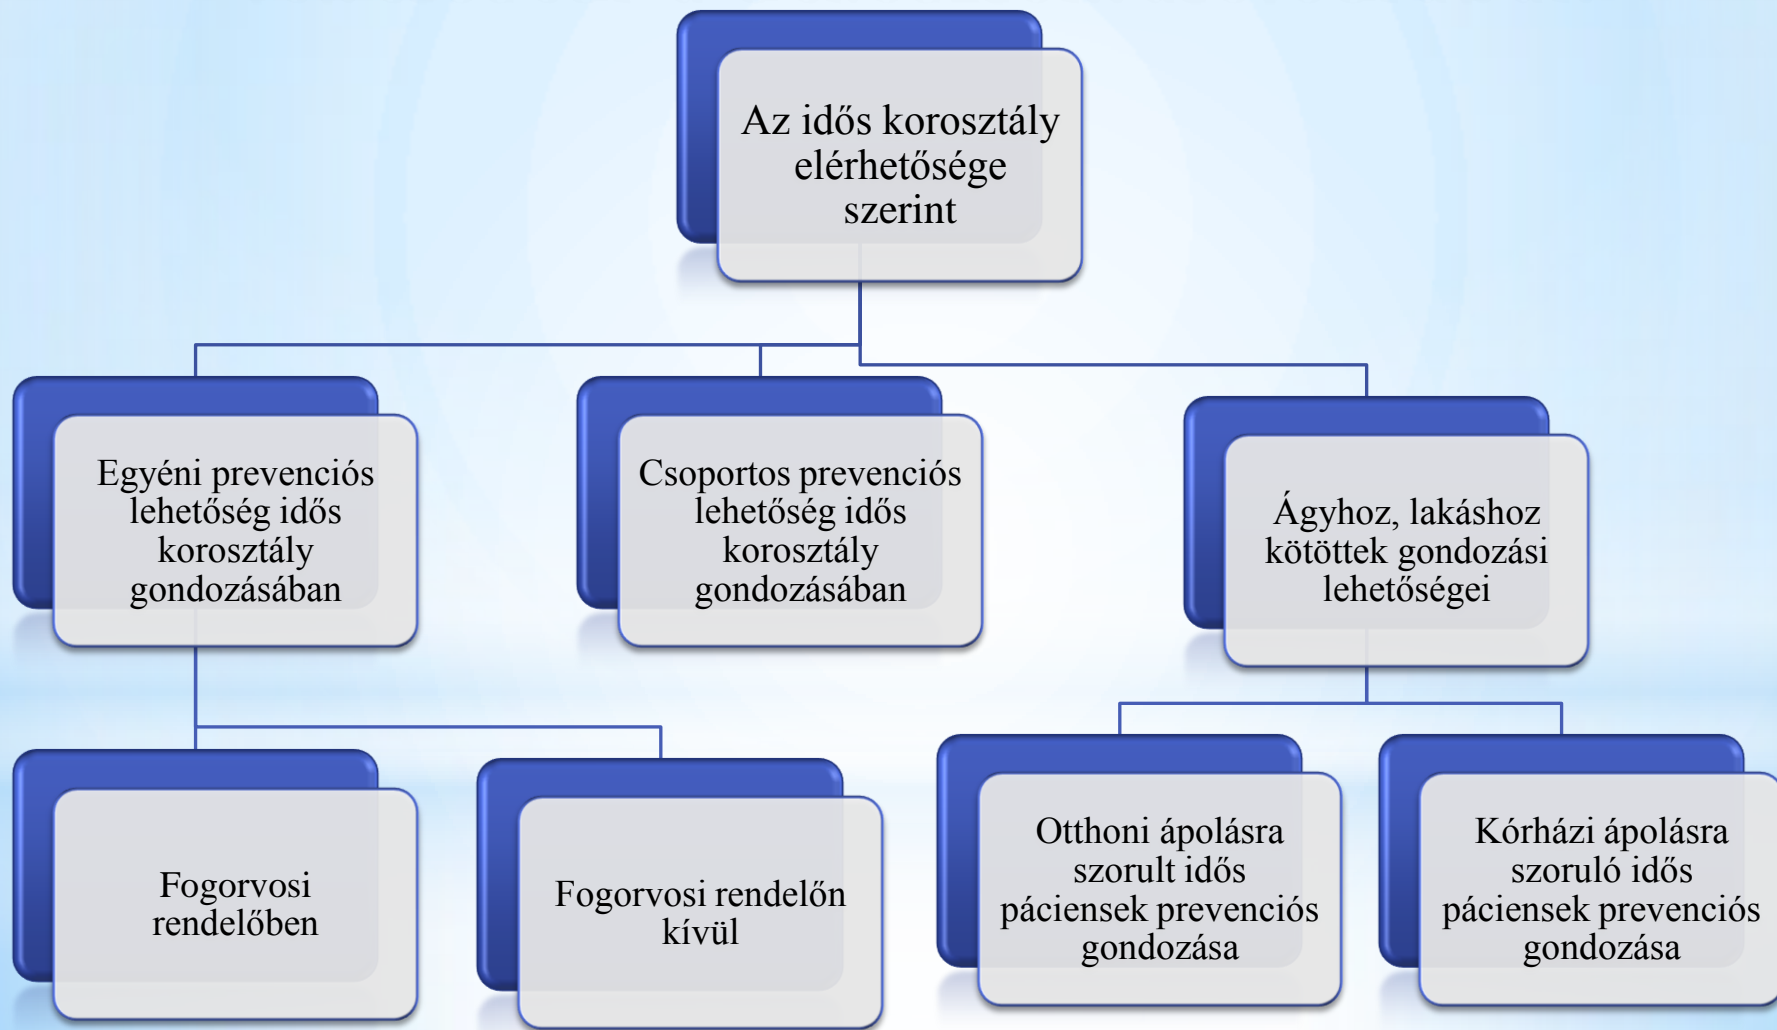 Az idős korosztály
elérhetősége
szerint
Egyéni prevenciós
lehetőség idős
korosztály
gondozásában
Csoportos prevenciós
lehetőség idős
korosztály
gondozásában
Ágyhoz, lakáshoz
kötöttek gondozási
lehetőségei
Fogorvosi
rendelőben
Fogorvosi rendelőn
kívül
Otthoni ápolásra
szorult idős
páciensek prevenciós
gondozása
Kórházi ápolásra
szoruló idős
páciensek prevenciós
gondozása